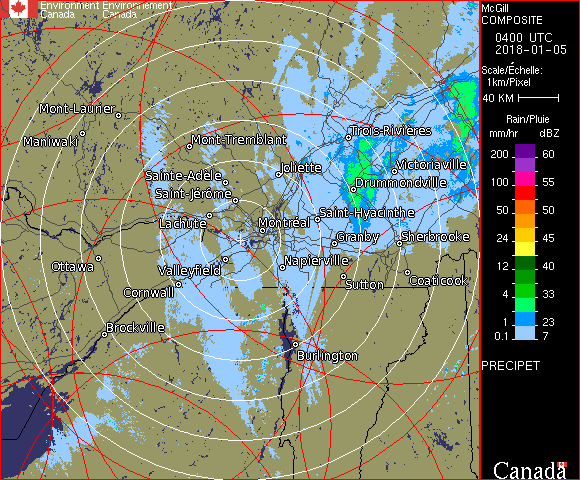 Environment Environnement
Canada Canada
McGill
COMPOSITE
0400 UTC
2018-01-05
Scale/Échelle:
1km/Pixel
40 KM
Rain/Pluie
mm/hr dBZ
200 60
100 55
50 50
24 45
12 40
4 33
1 23
0.1 7
PRECIPET
Canada
Mont-Laurier
Maniwaki
Mont-Tremblant
Trois-Rivières
Joliette
Victoriaville
Sainte-Adèle
Drummondville
Saint-Jérôme
Saint-Hyacinthe
Lachute
Montréal
Granby
Sherbrooke
Ottawa
Valleyfield
Napierville
Sutton
Coaticook
Cornwall
Brockville
Burlington